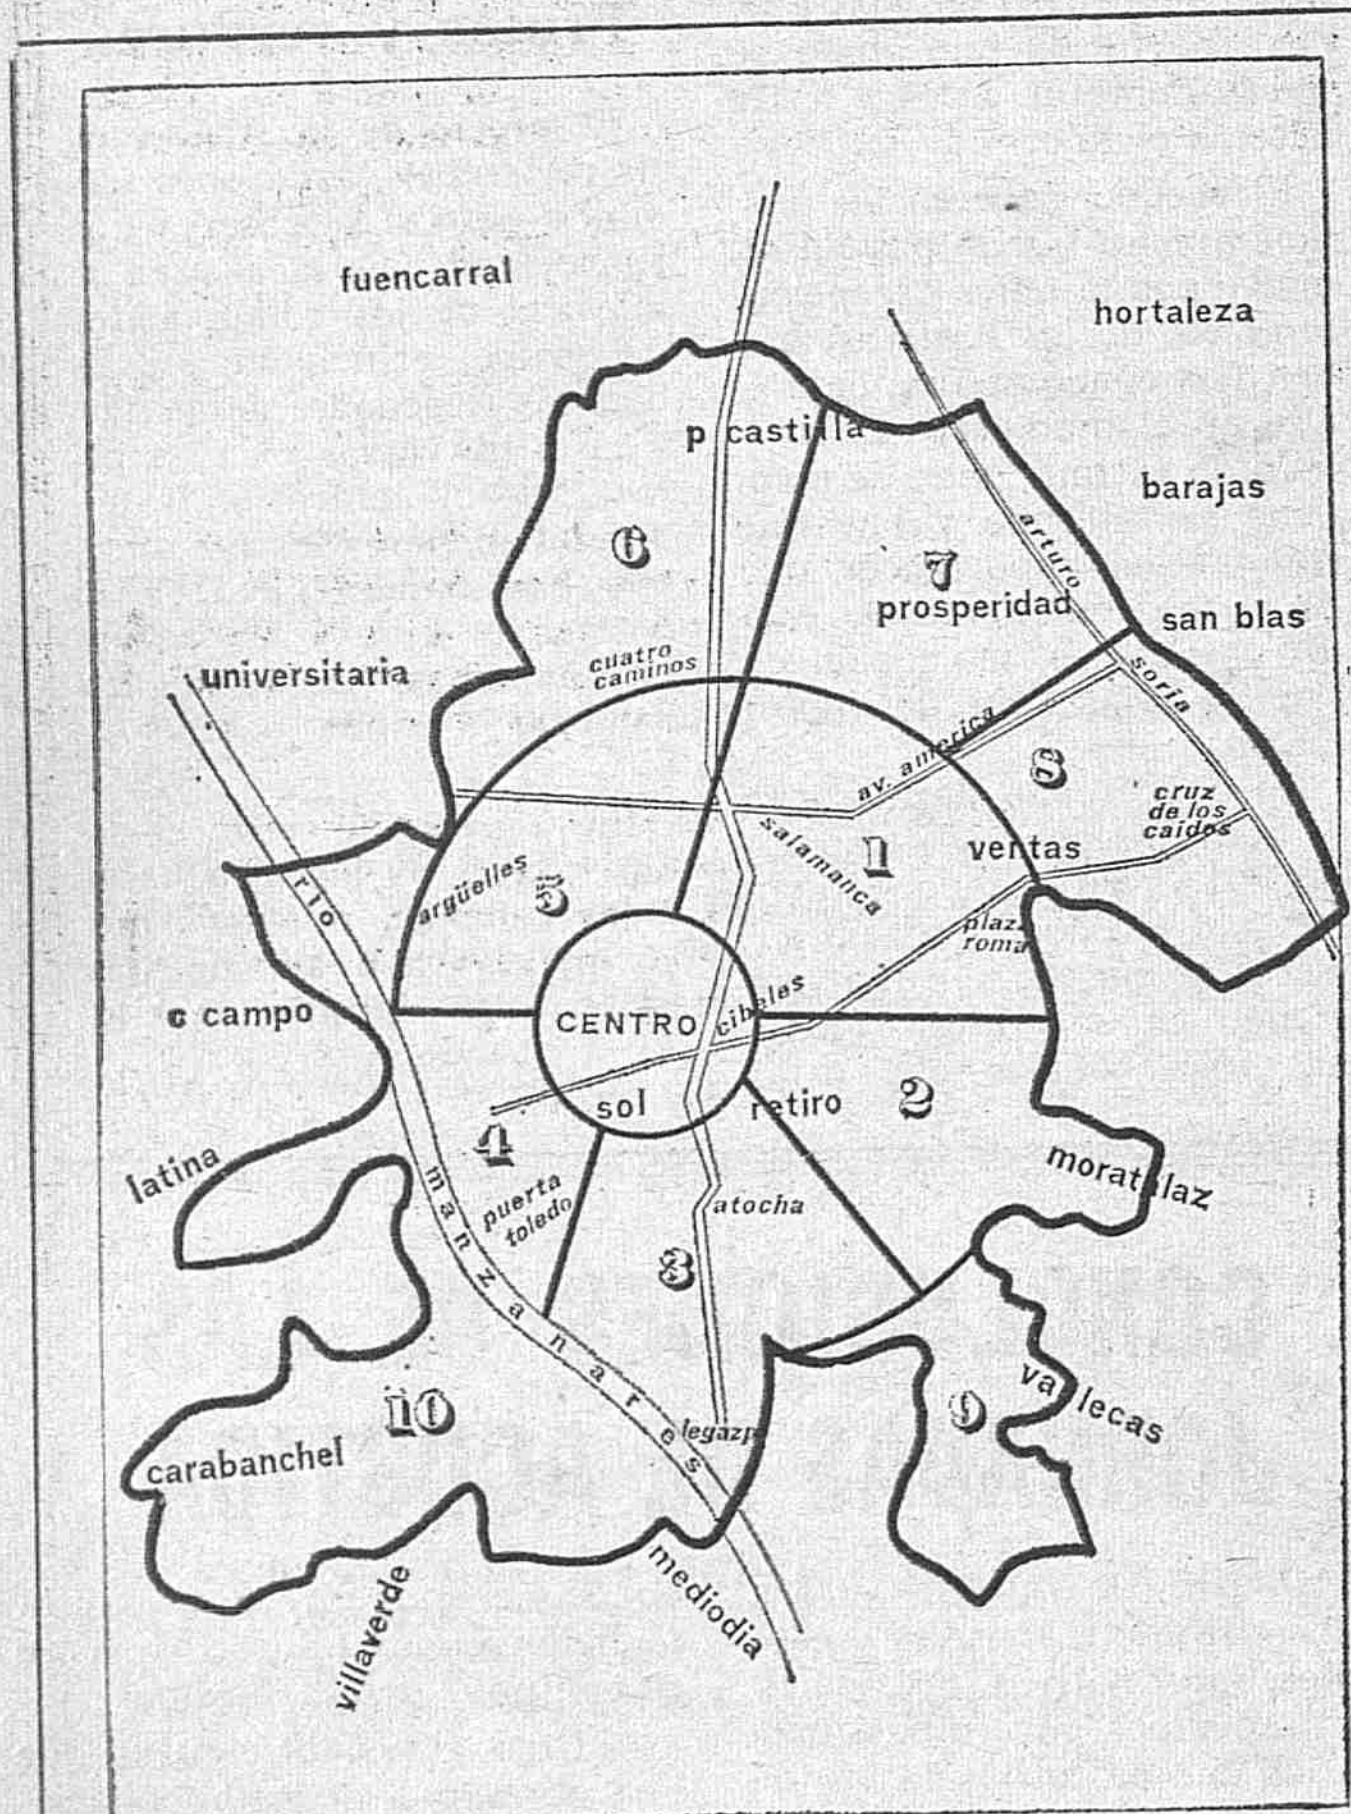 fuencarral
hortaleza
p castilla
barajas
6
7
arturo
prosperidad
san blas
cuatro
caminos
universitaria
soria
av. america
8
cruz
de los
caidos
salamanca
1
ventas
argüelles
5
rio
plaza
roma
c campo
CENTRO
cibeles
sol
retiro
2
4
latina
moratalaz
manzanares
puerta
toledo
atocha
3
vallecas
10
9
legazpi
carabanchel
mediodia
villaverde